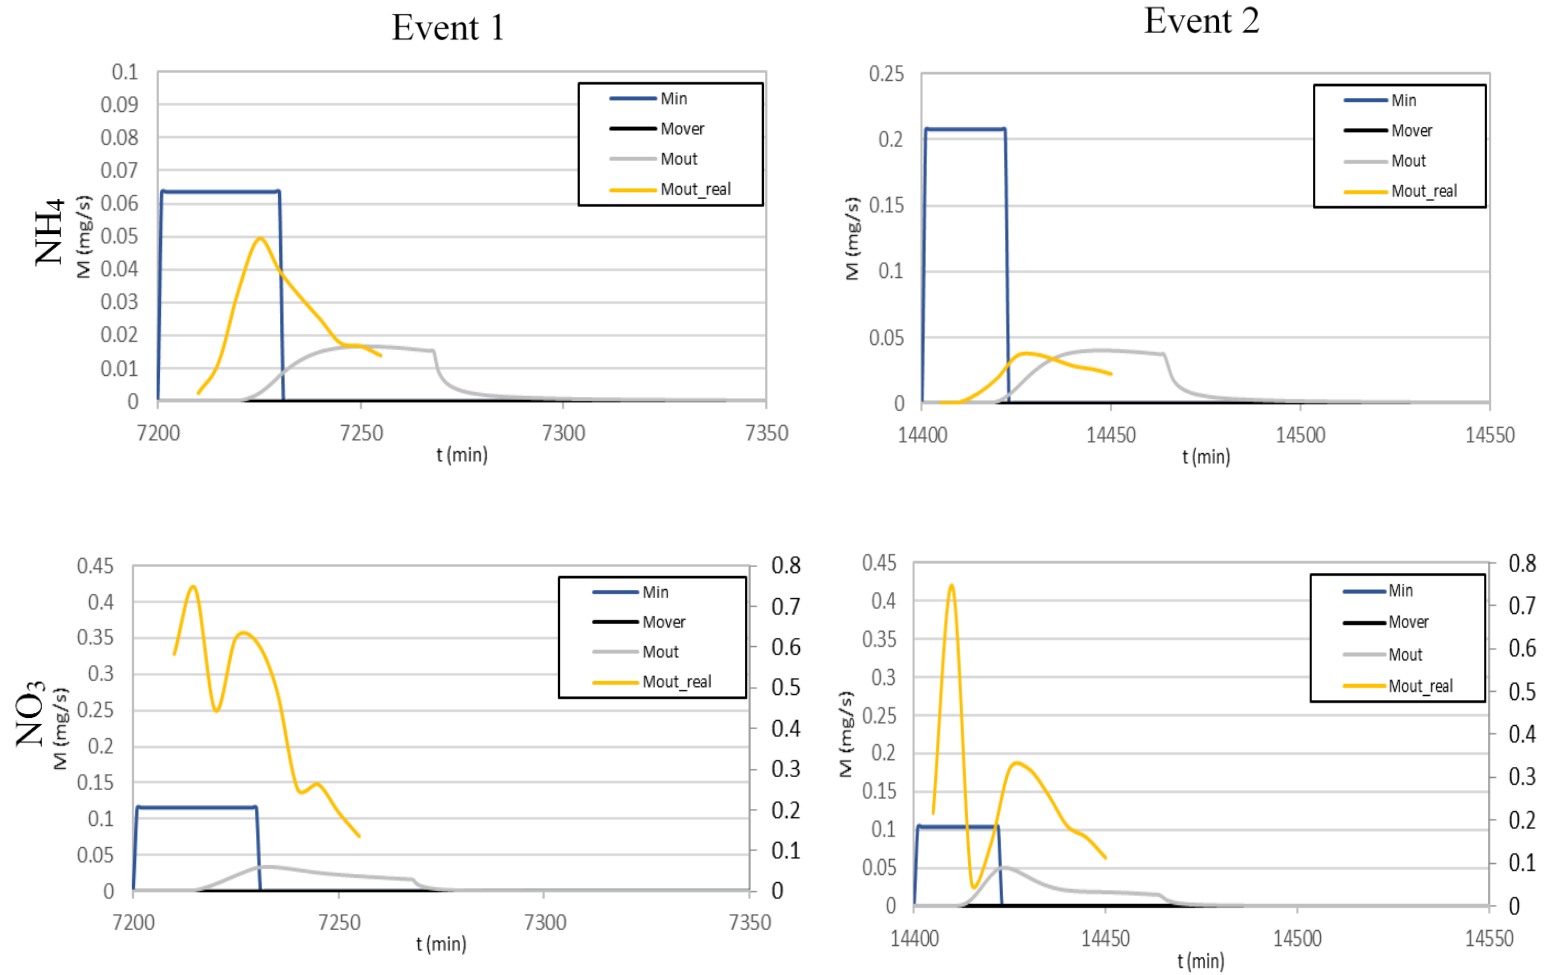 Event 1
Event 2
NH4
0.1
0.09
0.08
0.07
0.06
0.05
0.04
0.03
0.02
0.01
0
M (mg/s)
7200
7250
7300
7350
t (min)
Min
Mover
Mout
Mout_real
0.25
0.2
0.15
0.1
0.05
0
M (mg/s)
14400
14450
14500
14550
t (min)
Min
Mover
Mout
Mout_real
NO3
0.45
0.4
0.35
0.3
0.25
0.2
0.15
0.1
0.05
0
M (mg/s)
0.8
0.7
0.6
0.5
0.4
0.3
0.2
0.1
0
7200
7250
7300
7350
t (min)
Min
Mover
Mout
Mout_real
0.45
0.4
0.35
0.3
0.25
0.2
0.15
0.1
0.05
0
M (mg/s)
0.8
0.7
0.6
0.5
0.4
0.3
0.2
0.1
0
14400
14450
14500
14550
t (min)
Min
Mover
Mout
Mout_real